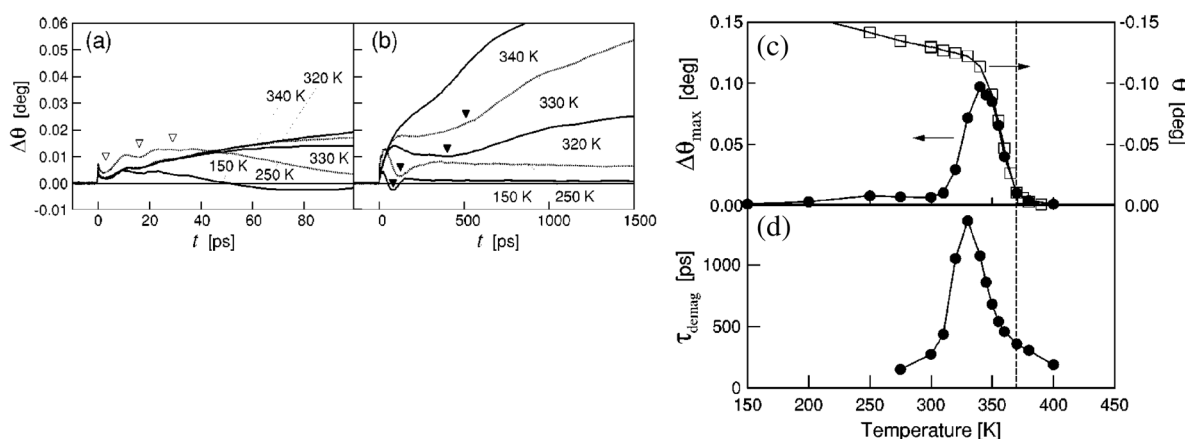 (a)
Δθ [deg]
0.06
0.05
0.04
0.03
0.02
0.01
0.00
-0.01
320 K
340 K
330 K
150 K
250 K
0 20 40 60 80
t [ps]
(b)
340 K
330 K
320 K
150 K
250 K
0 500 1000 1500
t [ps]
(c)
Δθmax [deg]
0.15
0.10
0.05
0.00
-0.15
-0.10
-0.05
0.00
θ [deg]
(d)
τdemag [ps]
1000
500
0
150 200 250 300 350 400 450
Temperature [K]